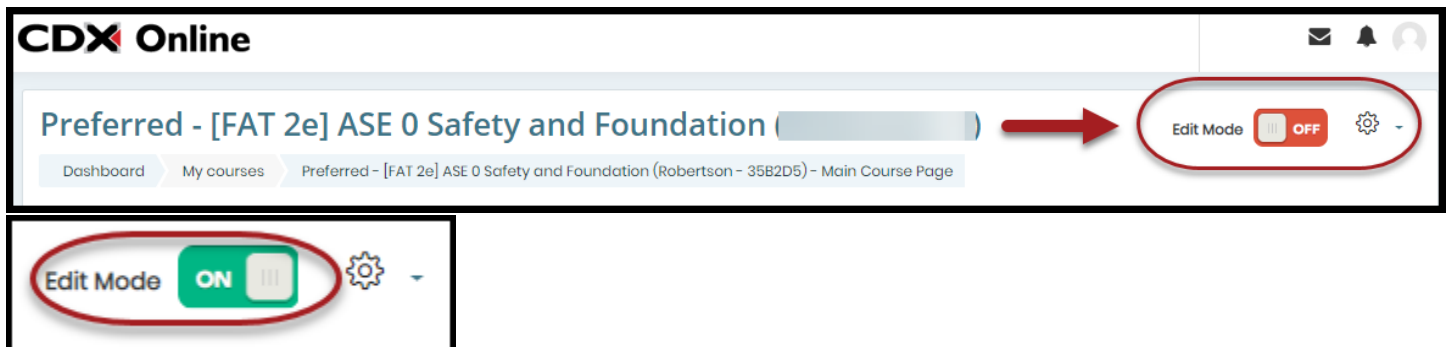 CDX Online
Preferred - [FAT 2e] ASE 0 Safety and Foundation ( )
Edit Mode OFF
Dashboard My courses Preferred - [FAT 2e] ASE 0 Safety and Foundation (Robertson - 35B2D5) - Main Course Page
Edit Mode ON